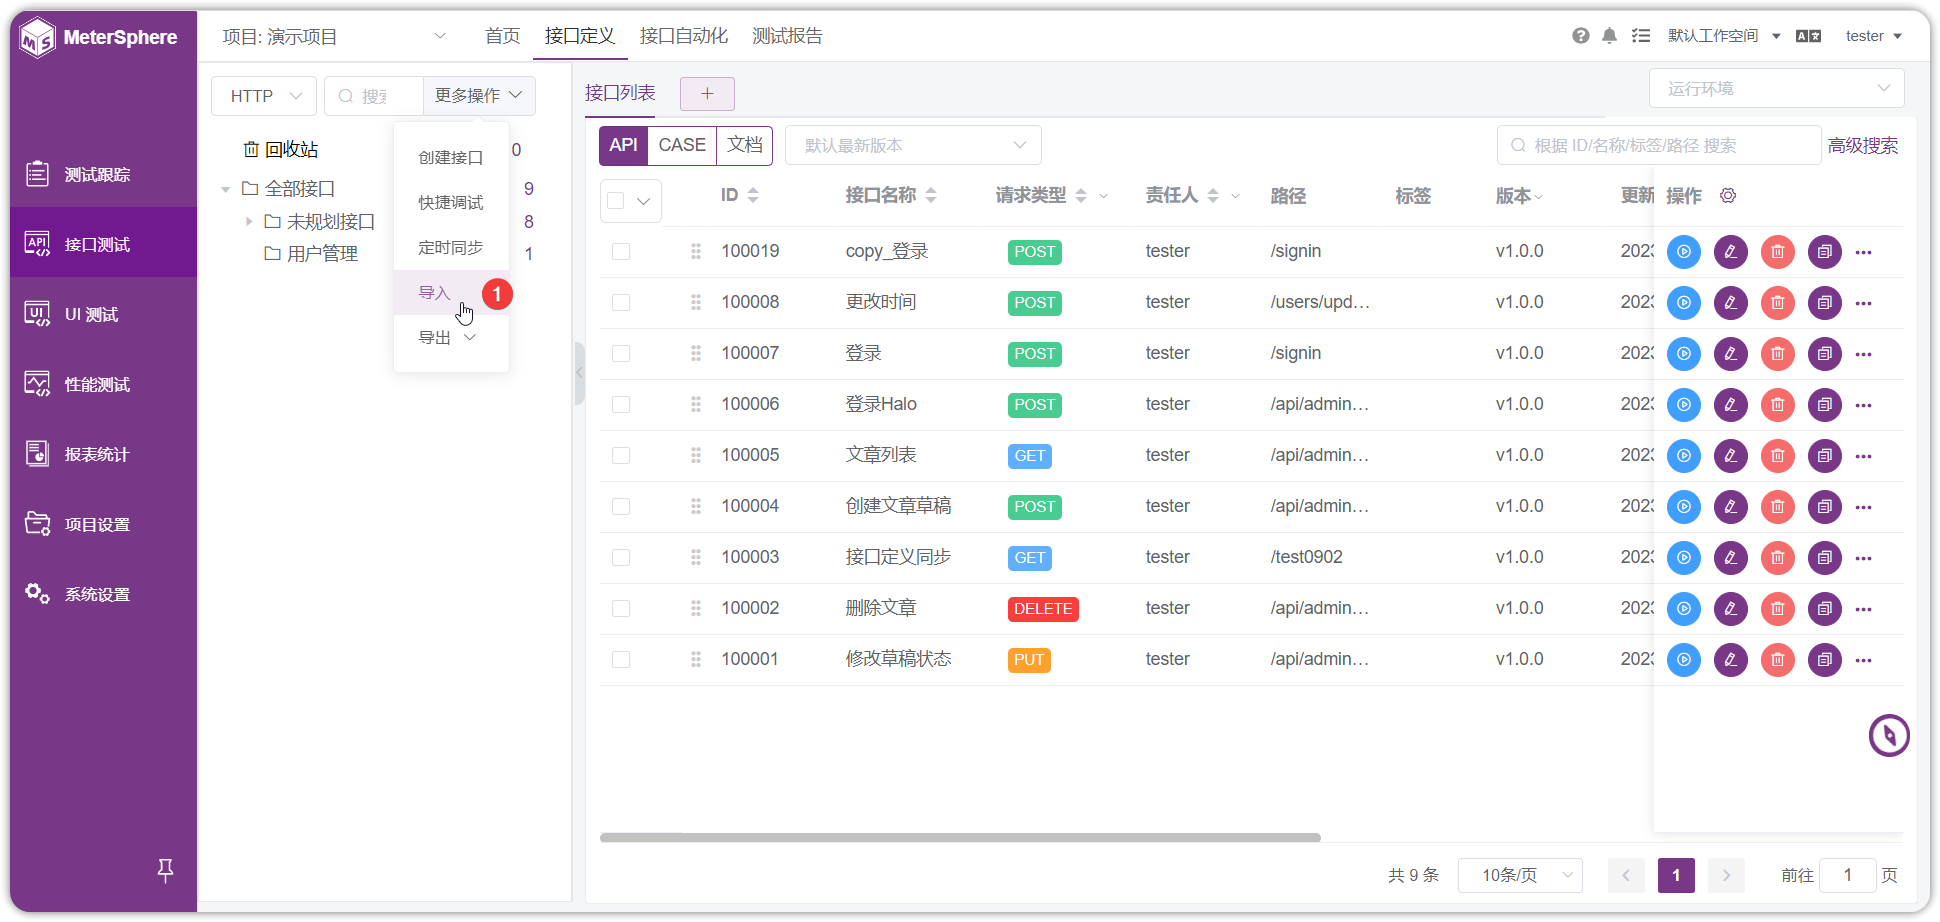 MeterSphere
项目: 演示项目
首页
接口定义
接口自动化
测试报告
默认工作空间
tester
测试跟踪
接口测试
UI 测试
性能测试
报表统计
项目设置
系统设置
HTTP
更多操作
回收站 0
全部接口 9
未规划接口 8
用户管理 1
创建接口
快捷调试
定时同步
导入 1
导出
接口列表
+
运行环境
API CASE 文档
默认最新版本
根据 ID/名称/标签/路径 搜索
高级搜索
ID 接口名称 请求类型 责任人 路径 标签 版本 更新 操作
100019 copy_登录 POST tester /signin v1.0.0 2023
100008 更改时间 POST tester /users/upd... v1.0.0 2023
100007 登录 POST tester /signin v1.0.0 2023
100006 登录Halo POST tester /api/admin... v1.0.0 2023
100005 文章列表 GET tester /api/admin... v1.0.0 2023
100004 创建文章草稿 POST tester /api/admin... v1.0.0 2023
100003 接口定义同步 GET tester /test0902 v1.0.0 2023
100002 删除文章 DELETE tester /api/admin... v1.0.0 2023
100001 修改草稿状态 PUT tester /api/admin... v1.0.0 2023
共 9 条 10条/页 1 前往 1 页